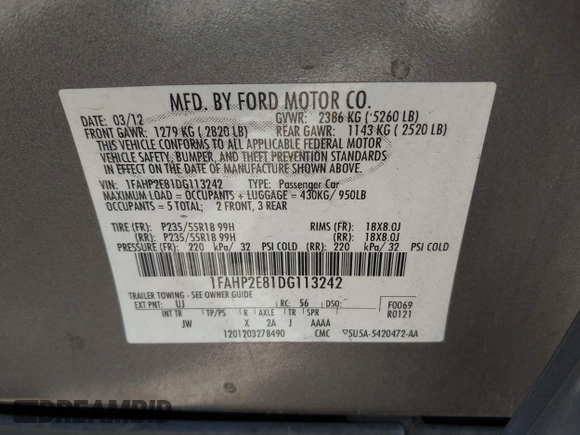 MFD. BY FORD MOTOR CO.
DATE: 03/12 GVWR: 2386 KG ( 5260 LB)
FRONT GAWR: 1279 KG ( 2820 LB) REAR GAWR: 1143 KG ( 2520 LB)
THIS VEHICLE CONFORMS TO ALL APPLICABLE FEDERAL MOTOR
VEHICLE SAFETY, BUMPER, AND THEFT PREVENTION STANDARDS
IN EFFECT ON THE DATE OF MANUFACTURE SHOWN ABOVE.
VIN: 1FAHP2E81DG113242 TYPE: Passenger Car
MAXIMUM LOAD = OCCUPANTS + LUGGAGE = 430KG/ 950LB
OCCUPANTS = 5 TOTAL; 2 FRONT, 3 REAR
TIRE (FR): P235/55R18 99H RIMS (FR): 18X8.0J
(RR): P235/55R18 99H (RR): 18X8.0J
PRESSURE (FR): 220 kPa/ 32 PSI COLD (RR): 220 kPa/ 32 PSI COLD
1FAHP2E81DG113242
TRAILER TOWING - SEE OWNER GUIDE
EXT PNT: UJ RC: 56 DSO: F0069
INT TR TP/PS R AXLE TR SPR R0121
JW X 2A J AAAA
1201203278490 CMC 5U5A-5420472-AA
DREAMBID